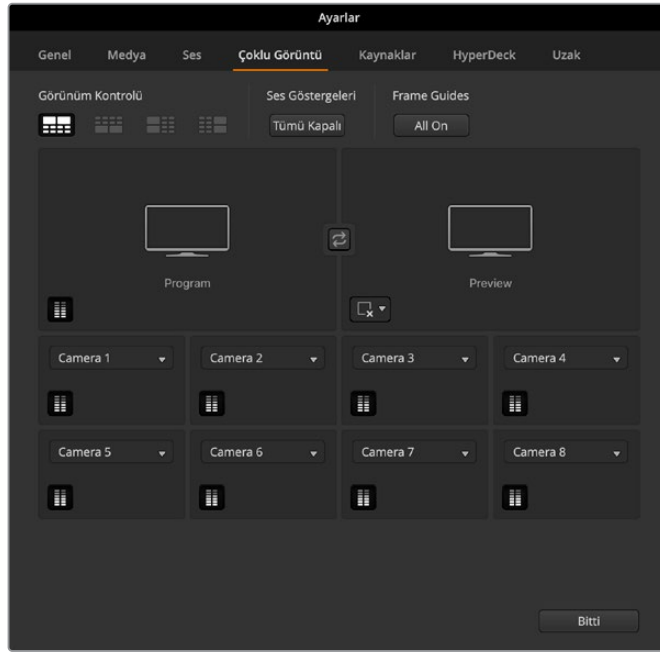 Ayarlar
Genel Medya Ses Çoklu Görüntü Kaynaklar HyperDeck Uzak
Görünüm Kontrolü Ses Göstergeleri Frame Guides
Tümü Kapalı All On
Program Preview
Camera 1 Camera 2 Camera 3 Camera 4
Camera 5 Camera 6 Camera 7 Camera 8
Bitti